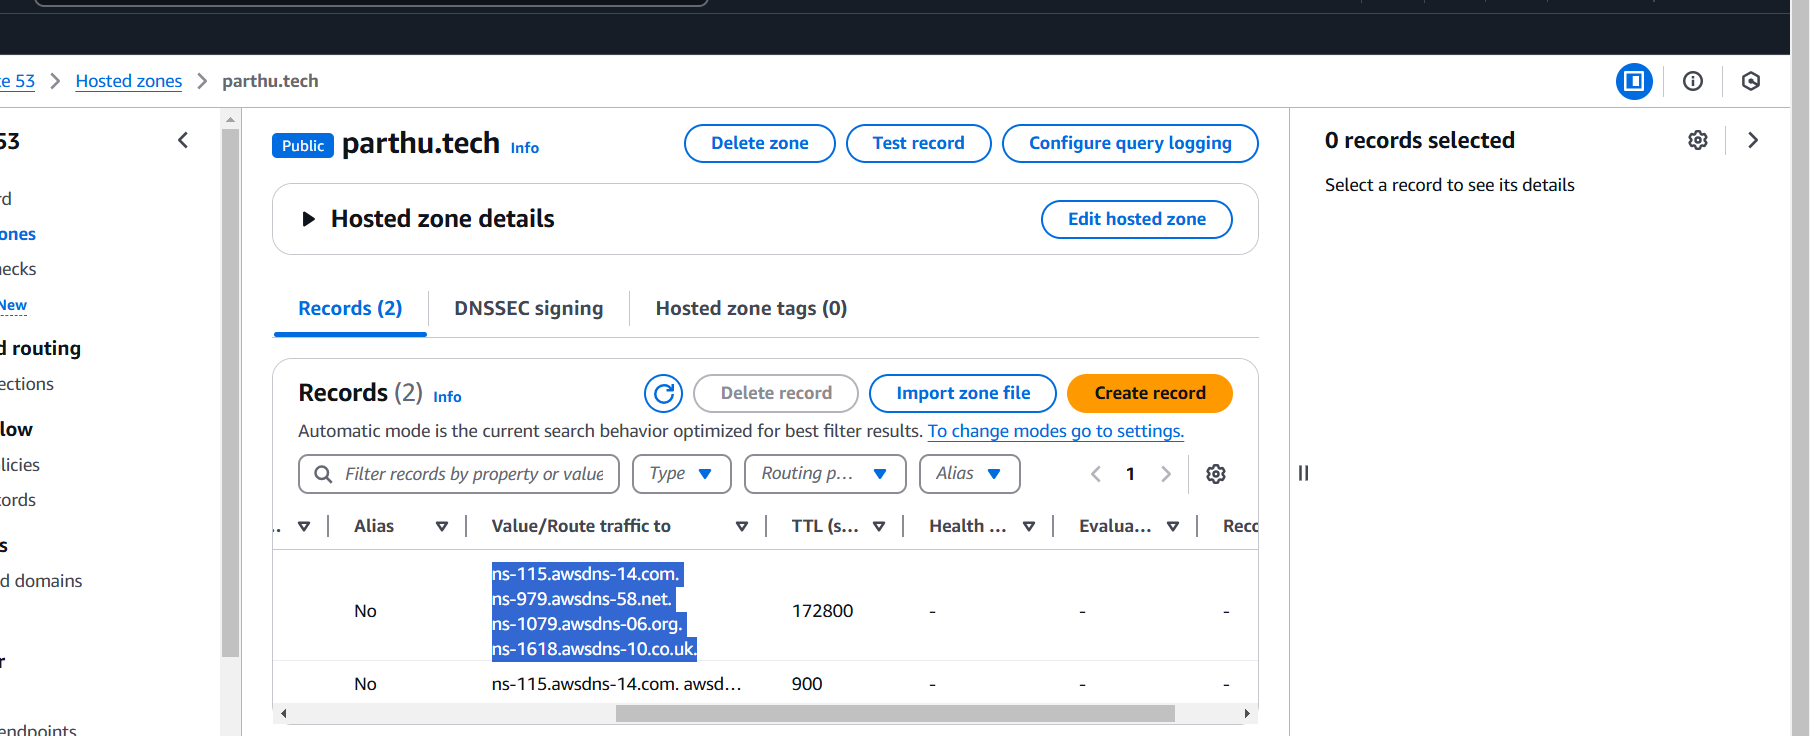 ce 53 > Hosted zones > parthu.tech
53
rd
ones
ecks
New
d routing
ections
low
licies
cords
s
d domains
r
endpoints
Public parthu.tech Info
Delete zone
Test record
Configure query logging
Hosted zone details
Edit hosted zone
Records (2)
DNSSEC signing
Hosted zone tags (0)
Records (2) Info
Delete record
Import zone file
Create record
Automatic mode is the current search behavior optimized for best filter results. To change modes go to settings.
Filter records by property or value
Type
Routing p...
Alias
1
.. Alias Value/Route traffic to TTL (s... Health ... Evalua... Reco
ns-115.awsdns-14.com.
ns-979.awsdns-58.net.
No ns-1079.awsdns-06.org. 172800 - - -
ns-1618.awsdns-10.co.uk.
No ns-115.awsdns-14.com. awsd... 900 - - -
0 records selected
Select a record to see its details